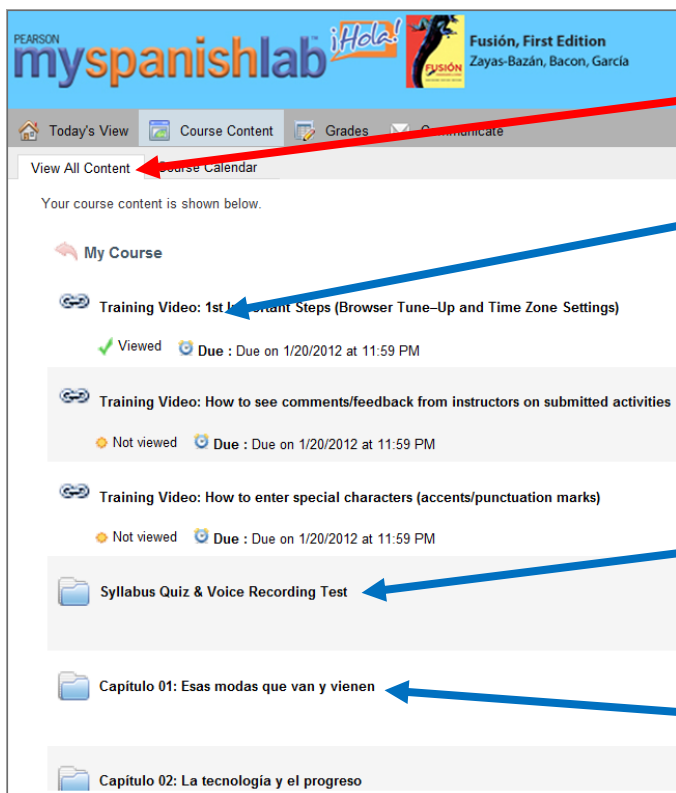 PEARSON
myspanishlab
¡Hola!
FUSIÓN
Fusión, First Edition
Zayas-Bazán, Bacon, García
Today's View Course Content Grades Communicate
View All Content Course Calendar
Your course content is shown below.
My Course
Training Video: 1st Important Steps (Browser Tune–Up and Time Zone Settings)
Viewed Due : Due on 1/20/2012 at 11:59 PM
Training Video: How to see comments/feedback from instructors on submitted activities
Not viewed Due : Due on 1/20/2012 at 11:59 PM
Training Video: How to enter special characters (accents/punctuation marks)
Not viewed Due : Due on 1/20/2012 at 11:59 PM
Syllabus Quiz & Voice Recording Test
Capítulo 01: Esas modas que van y vienen
Capítulo 02: La tecnología y el progreso